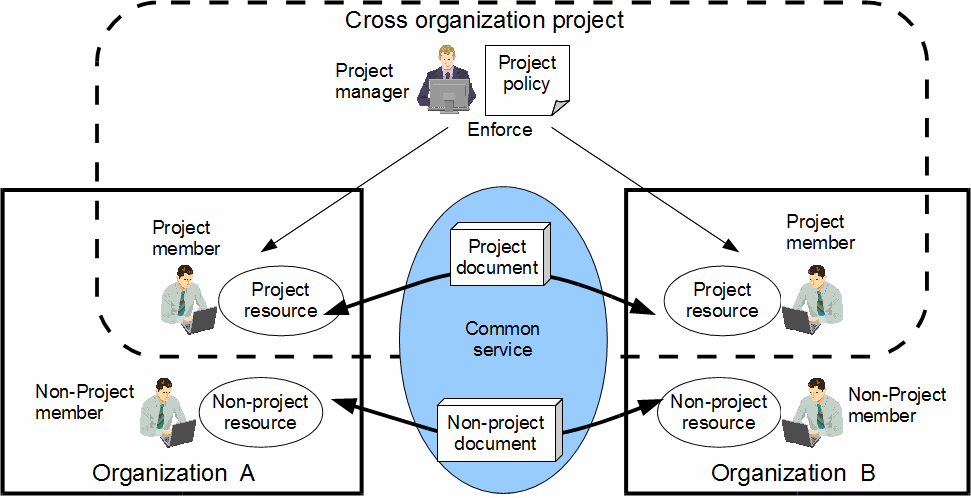 Cross organization project
Project
manager
Project
policy
Enforce
Project
member
Project
resource
Project
document
Common
service
Project
member
Project
resource
Non-Project
member
Non-project
resource
Non-project
document
Non-project
resource
Non-Project
member
Organization A
Organization B